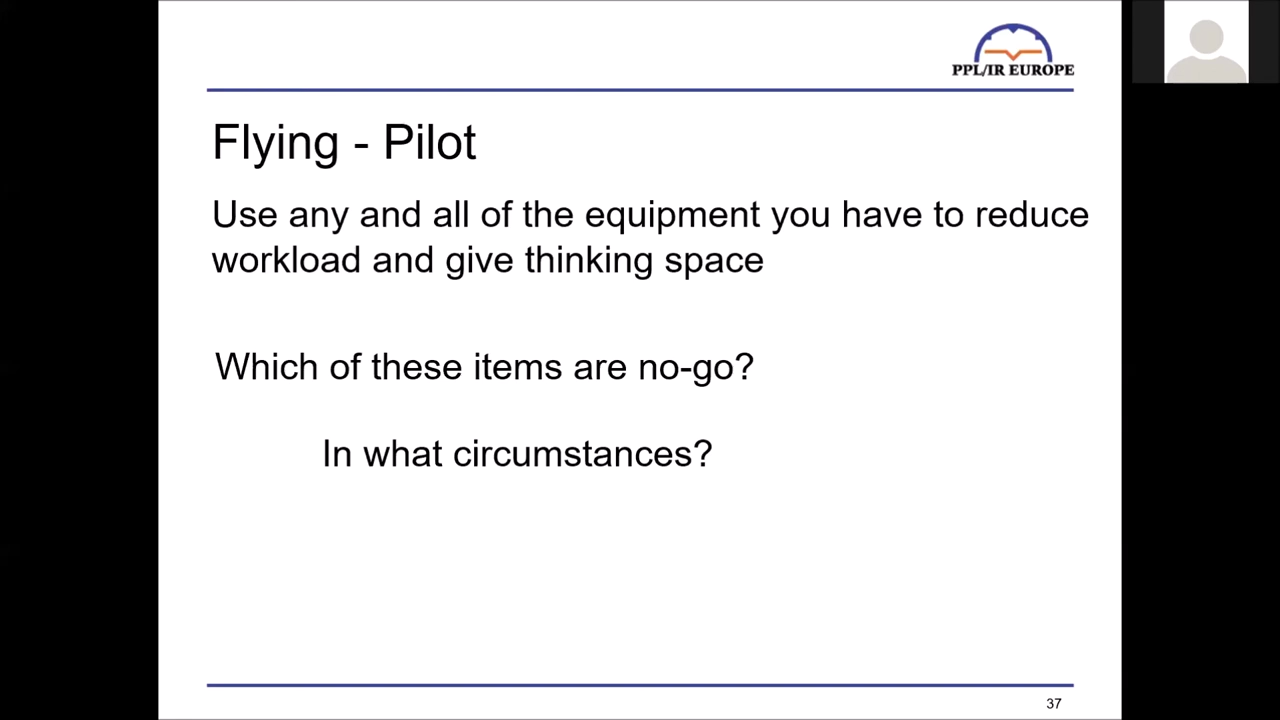 PPL/IR EUROPE
Flying - Pilot
Use any and all of the equipment you have to reduce
workload and give thinking space
Which of these items are no-go?
In what circumstances?
37